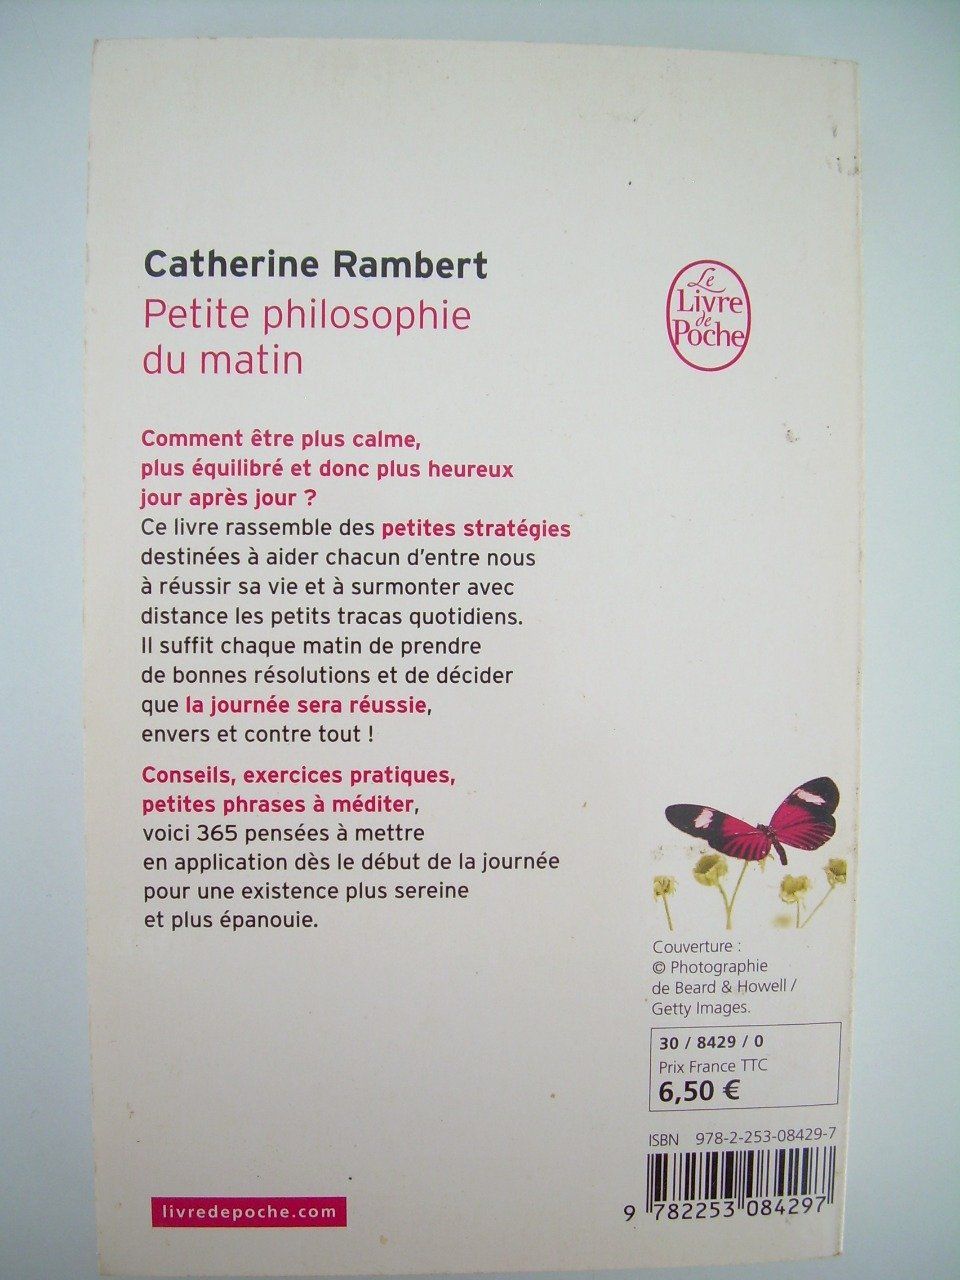 Catherine Rambert
Petite philosophie
du matin
Le
Livre
de
Poche
Comment être plus calme,
plus équilibré et donc plus heureux
jour après jour ?
Ce livre rassemble des petites stratégies
destinées à aider chacun d'entre nous
à réussir sa vie et à surmonter avec
distance les petits tracas quotidiens.
Il suffit chaque matin de prendre
de bonnes résolutions et de décider
que la journée sera réussie,
envers et contre tout !
Conseils, exercices pratiques,
petites phrases à méditer,
voici 365 pensées à mettre
en application dès le début de la journée
pour une existence plus sereine
et plus épanouie.
Couverture :
© Photographie
de Beard & Howell /
Getty Images.
30 / 8429 / 0
Prix France TTC
6,50 €
ISBN 978-2-253-08429-7
9 782253 084297
livredepoche.com